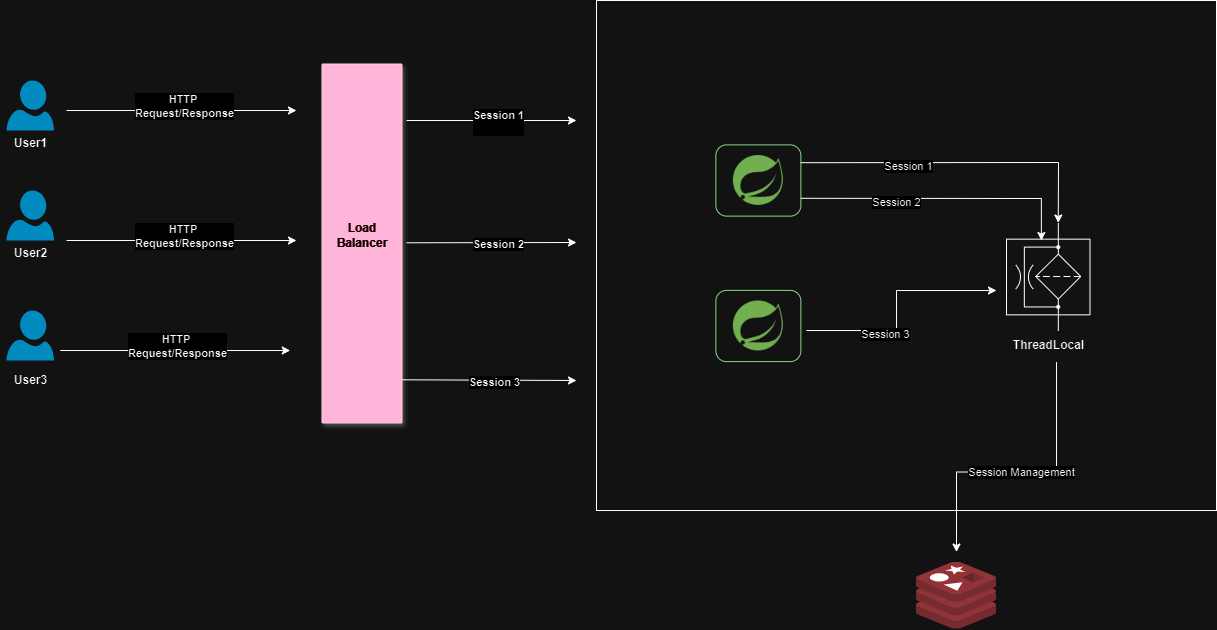 HTTP
Request/Response
User1
HTTP
Request/Response
User2
HTTP
Request/Response
User3
Load
Balancer
Session 1
Session 2
Session 3
Session 1
Session 2
Session 3
ThreadLocal
Session Management